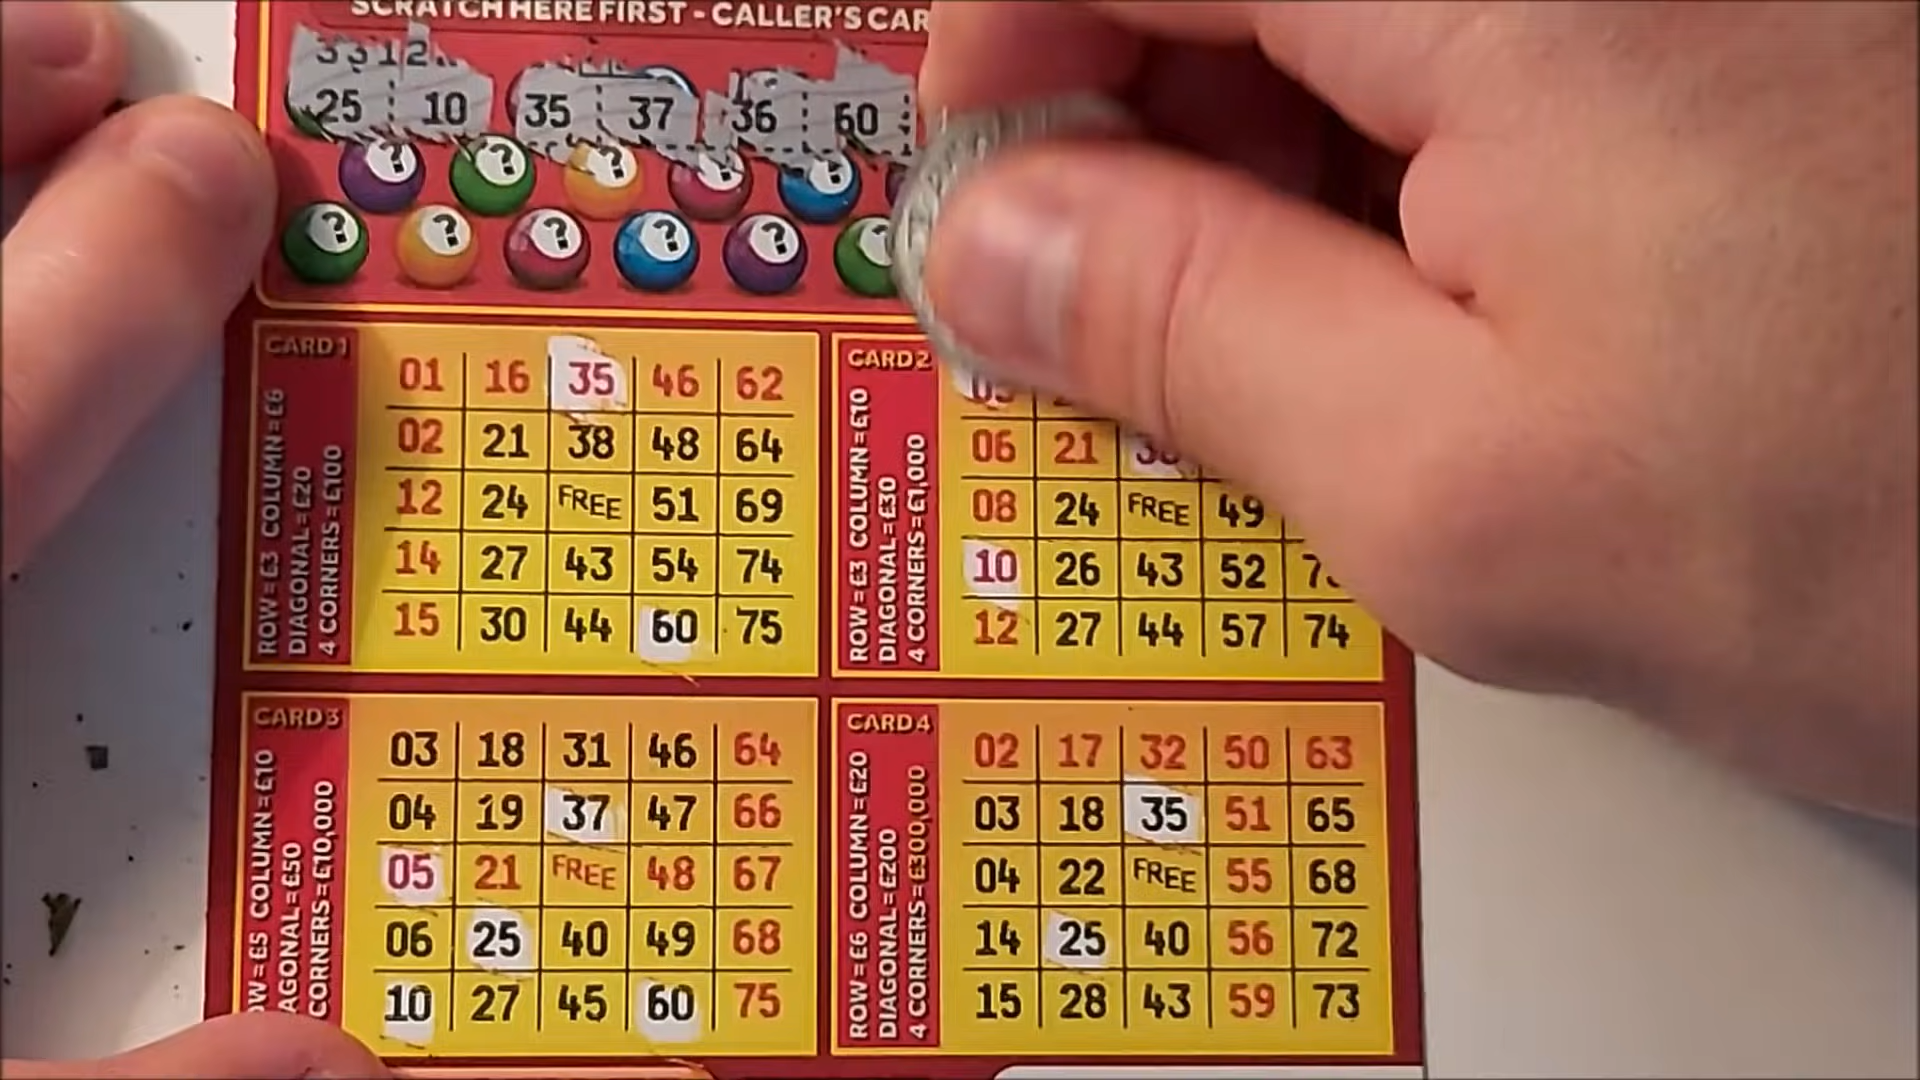 SCRATCH HERE FIRST - CALLER'S CAR
25 10 35 37 36 60
? ? ? ? ?
? ? ? ? ?
CARD 1
ROW = £3 COLUMN = £6
DIAGONAL = £20
4 CORNERS = £100
01 16 35 46 62
02 21 38 48 64
12 24 FREE 51 69
14 27 43 54 74
15 30 44 60 75
CARD 2
ROW = £3 COLUMN = £10
DIAGONAL = £30
4 CORNERS = £1,000
05
06 21
08 24 FREE 49
10 26 43 52
12 27 44 57 74
CARD 3
OW = £5 COLUMN = £10
AGONAL = £50
CORNERS = £10,000
03 18 31 46 64
04 19 37 47 66
05 21 FREE 48 67
06 25 40 49 68
10 27 45 60 75
CARD 4
ROW = £6 COLUMN = £20
DIAGONAL = £200
4 CORNERS = £300,000
02 17 32 50 63
03 18 35 51 65
04 22 FREE 55 68
14 25 40 56 72
15 28 43 59 73